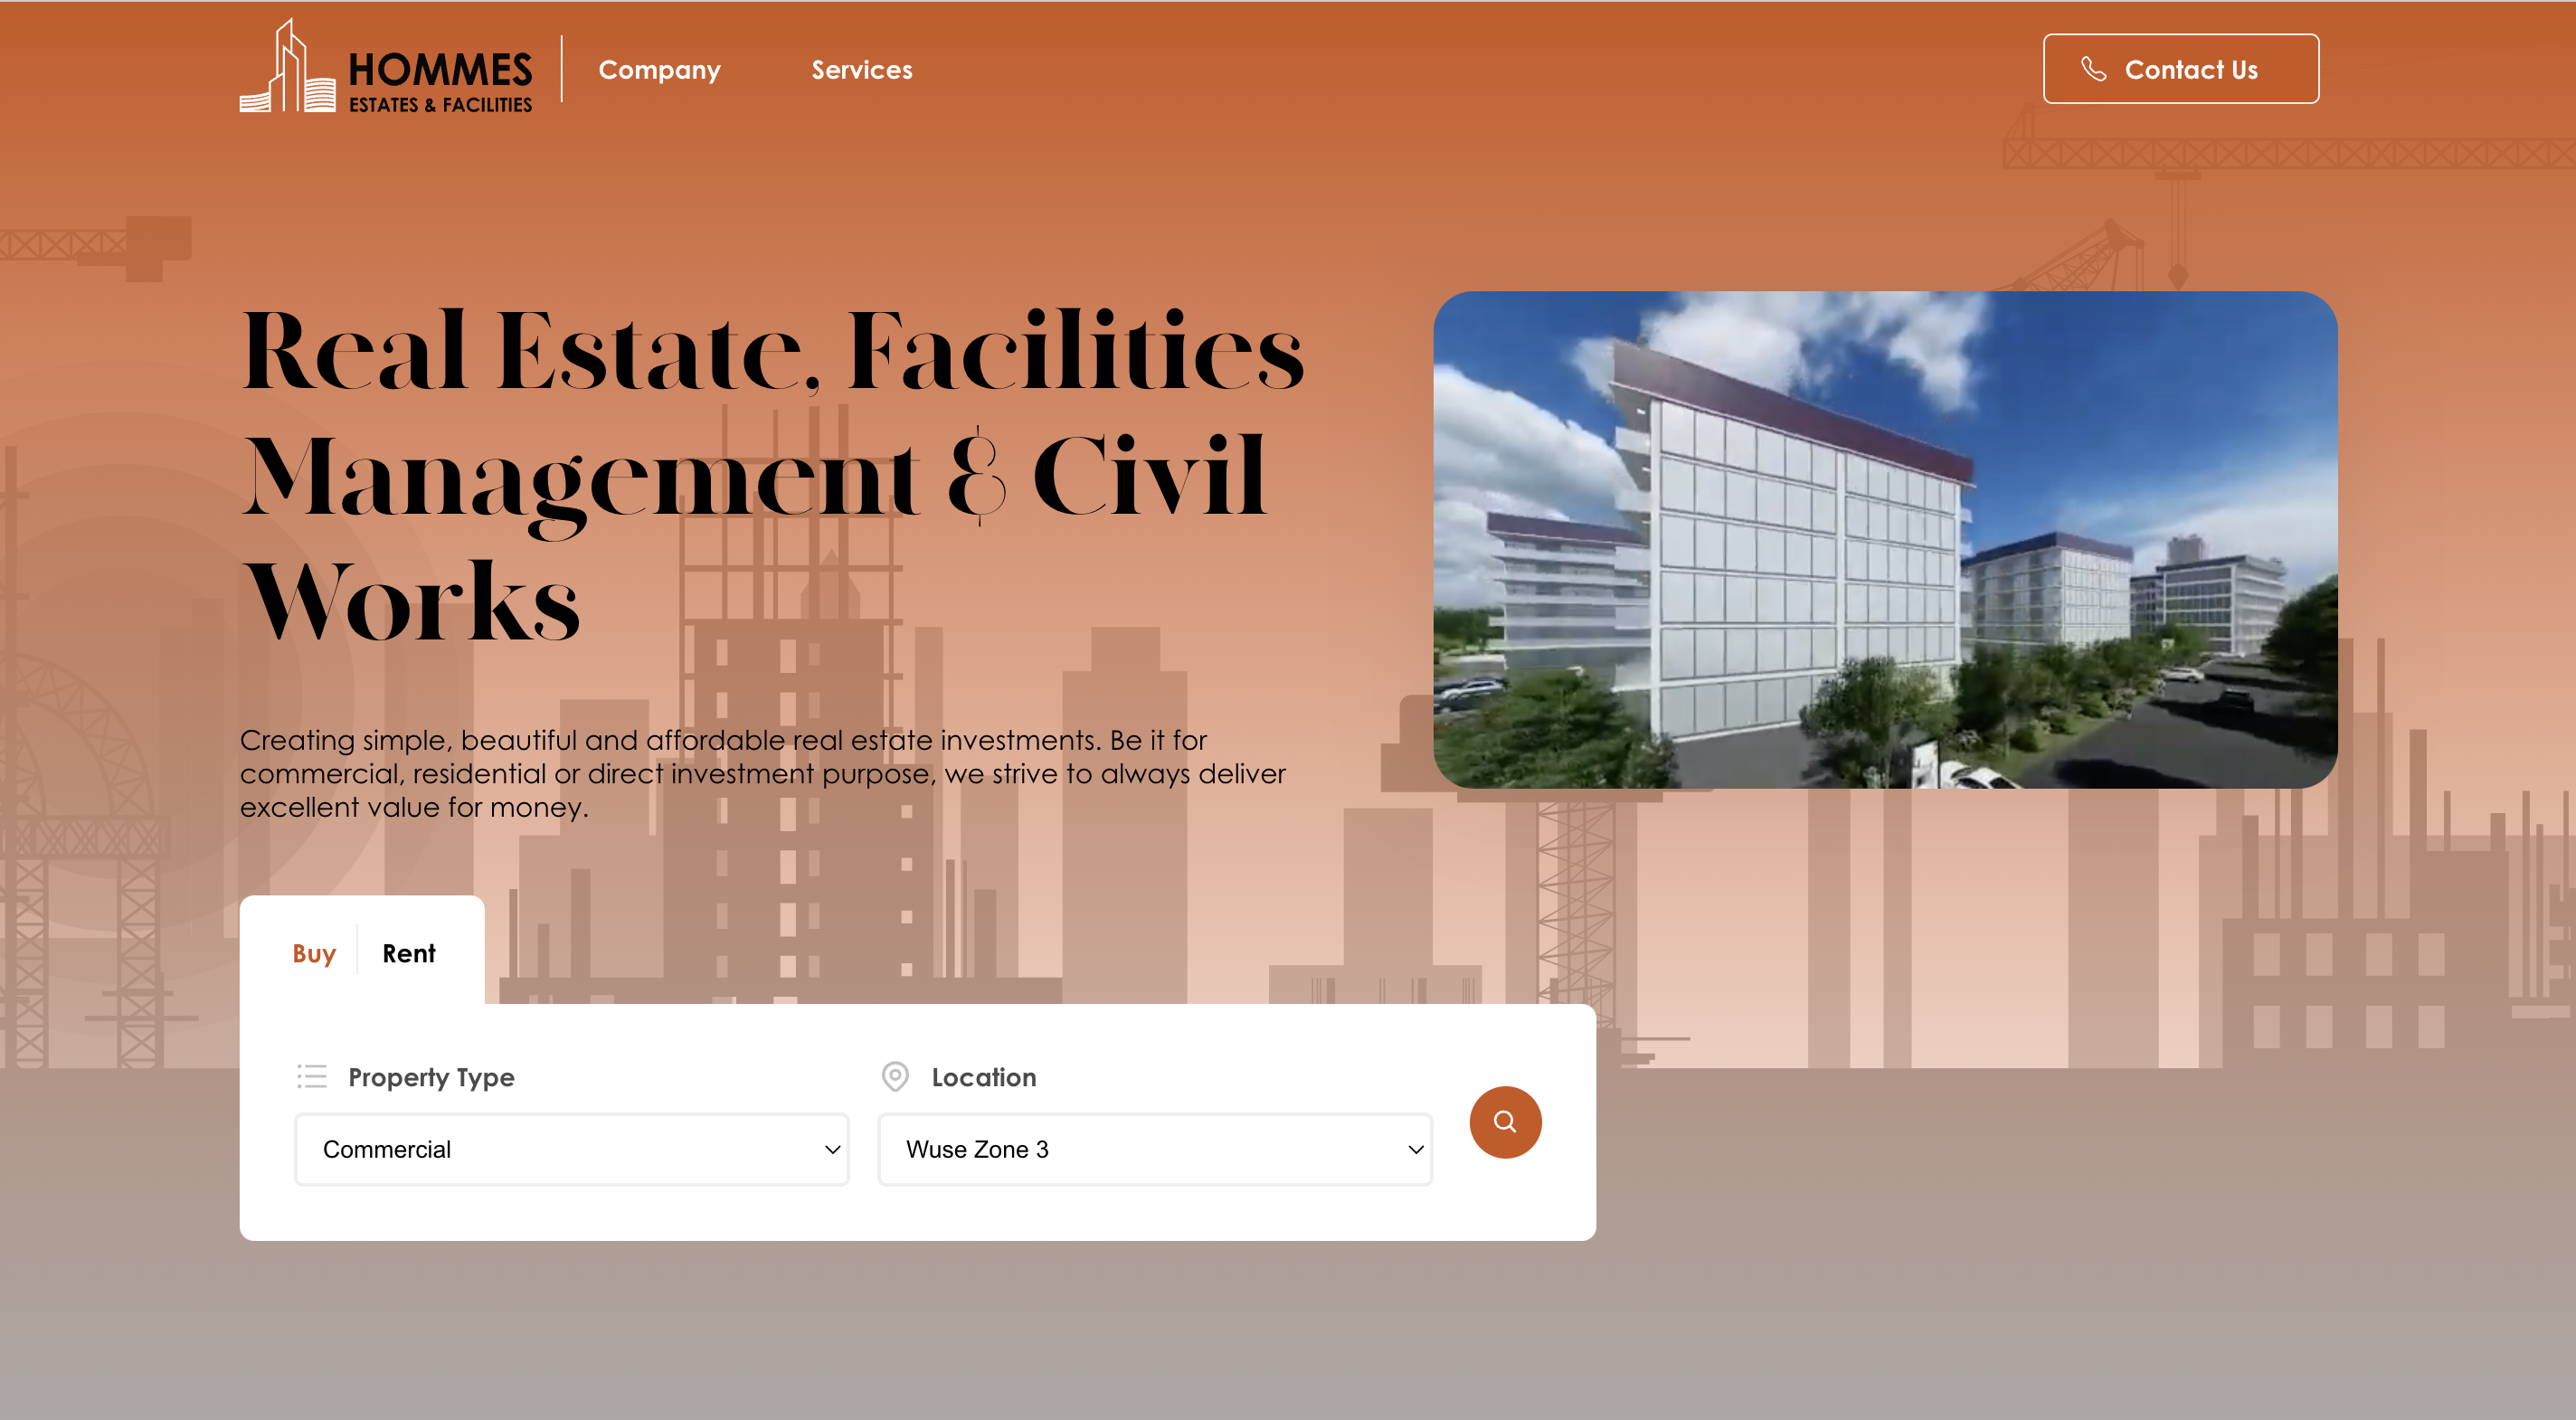 HOMMES
ESTATES & FACILITIES
Company
Services
Contact Us
Real Estate, Facilities
Management & Civil
Works
Creating simple, beautiful and affordable real estate investments. Be it for
commercial, residential or direct investment purpose, we strive to always deliver
excellent value for money.
Buy
Rent
Property Type
Location
Commercial
Wuse Zone 3